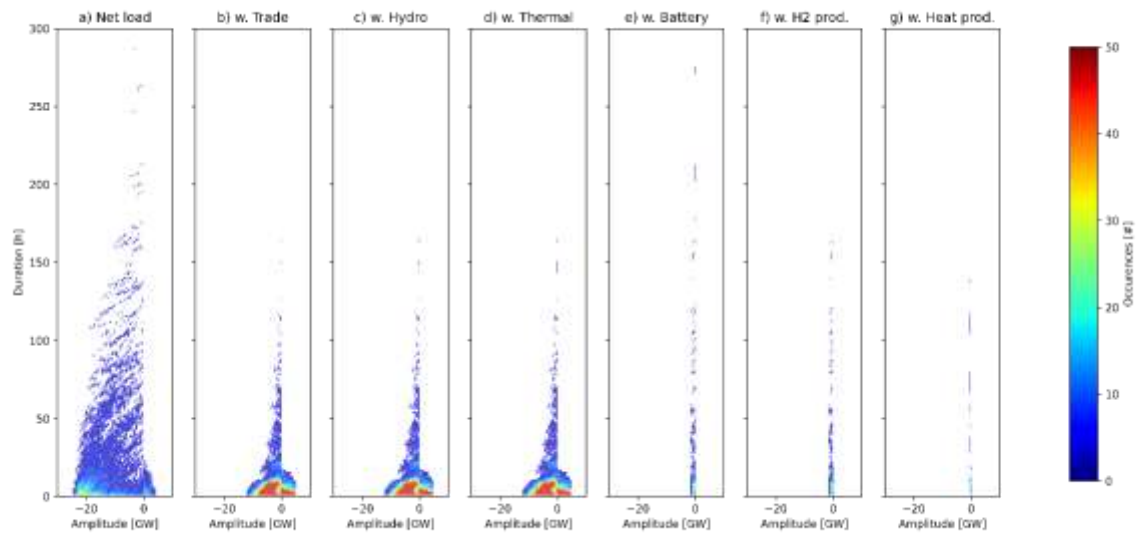 a) Net load
b) w. Trade
c) w. Hydro
d) w. Thermal
e) w. Battery
f) w. H2 prod.
g) w. Heat prod.
300
250
200
150
100
50
0
Duration [h]
−20 0
−20 0
−20 0
−20 0
−20 0
−20 0
−20 0
Amplitude [GW]
Amplitude [GW]
Amplitude [GW]
Amplitude [GW]
Amplitude [GW]
Amplitude [GW]
Amplitude [GW]
50
40
30
20
10
0
Occurences [#]